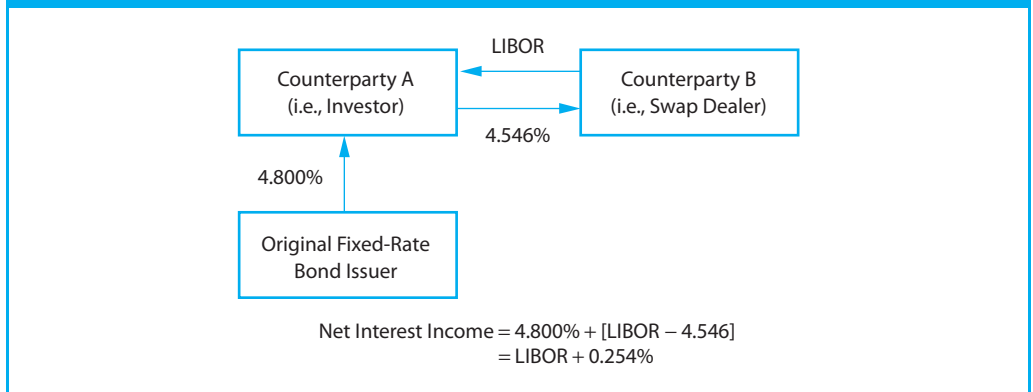 LIBOR
Counterparty A
(i.e., Investor)
Counterparty B
(i.e., Swap Dealer)
4.546%
4.800%
Original Fixed-Rate
Bond Issuer
Net Interest Income = 4.800% + [LIBOR − 4.546]
= LIBOR + 0.254%